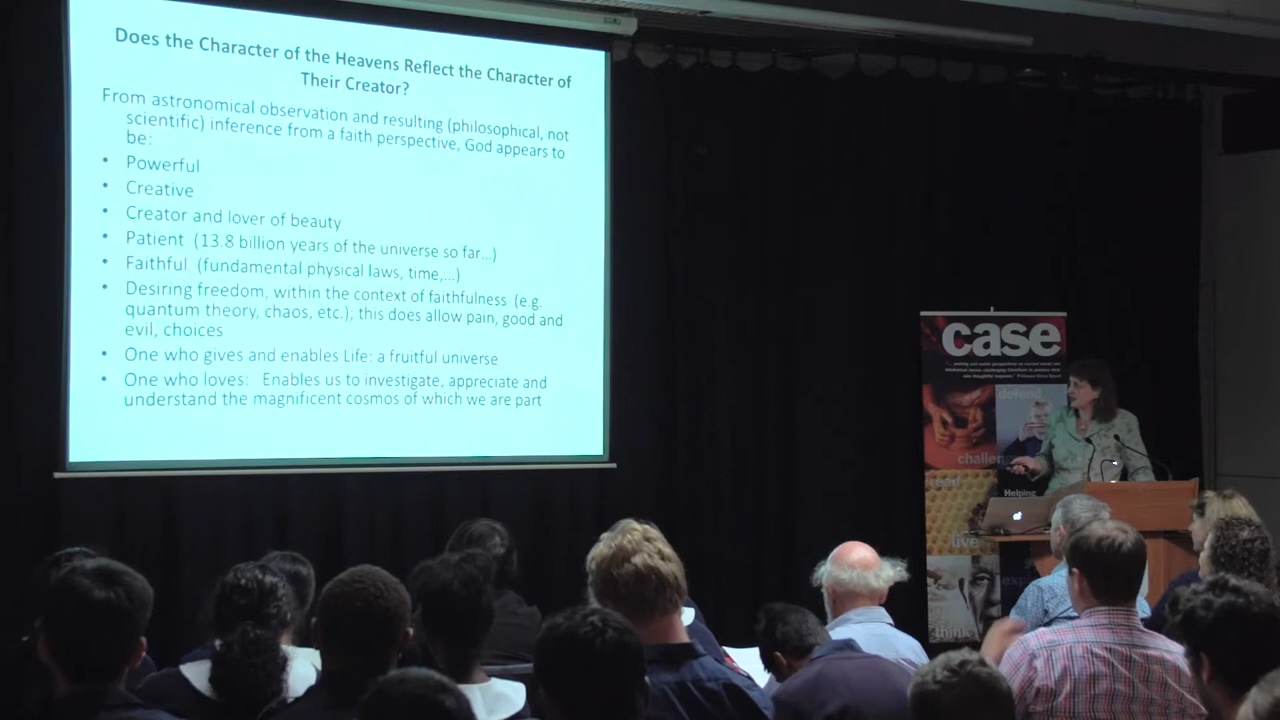 Does the Character of the Heavens Reflect the Character of
Their Creator?
From astronomical observation and resulting (philosophical, not
scientific) inference from a faith perspective, God appears to
be:
• Powerful
• Creative
• Creator and lover of beauty
• Patient (13.8 billion years of the universe so far...)
• Faithful (fundamental physical laws, time,...)
• Desiring freedom, within the context of faithfulness (e.g.
quantum theory, chaos, etc.); this does allow pain, good and
evil, choices
• One who gives and enables Life: a fruitful universe
• One who loves: Enables us to investigate, appreciate and
understand the magnificent cosmos of which we are part
case
defend
challen
read
Helping
live
think